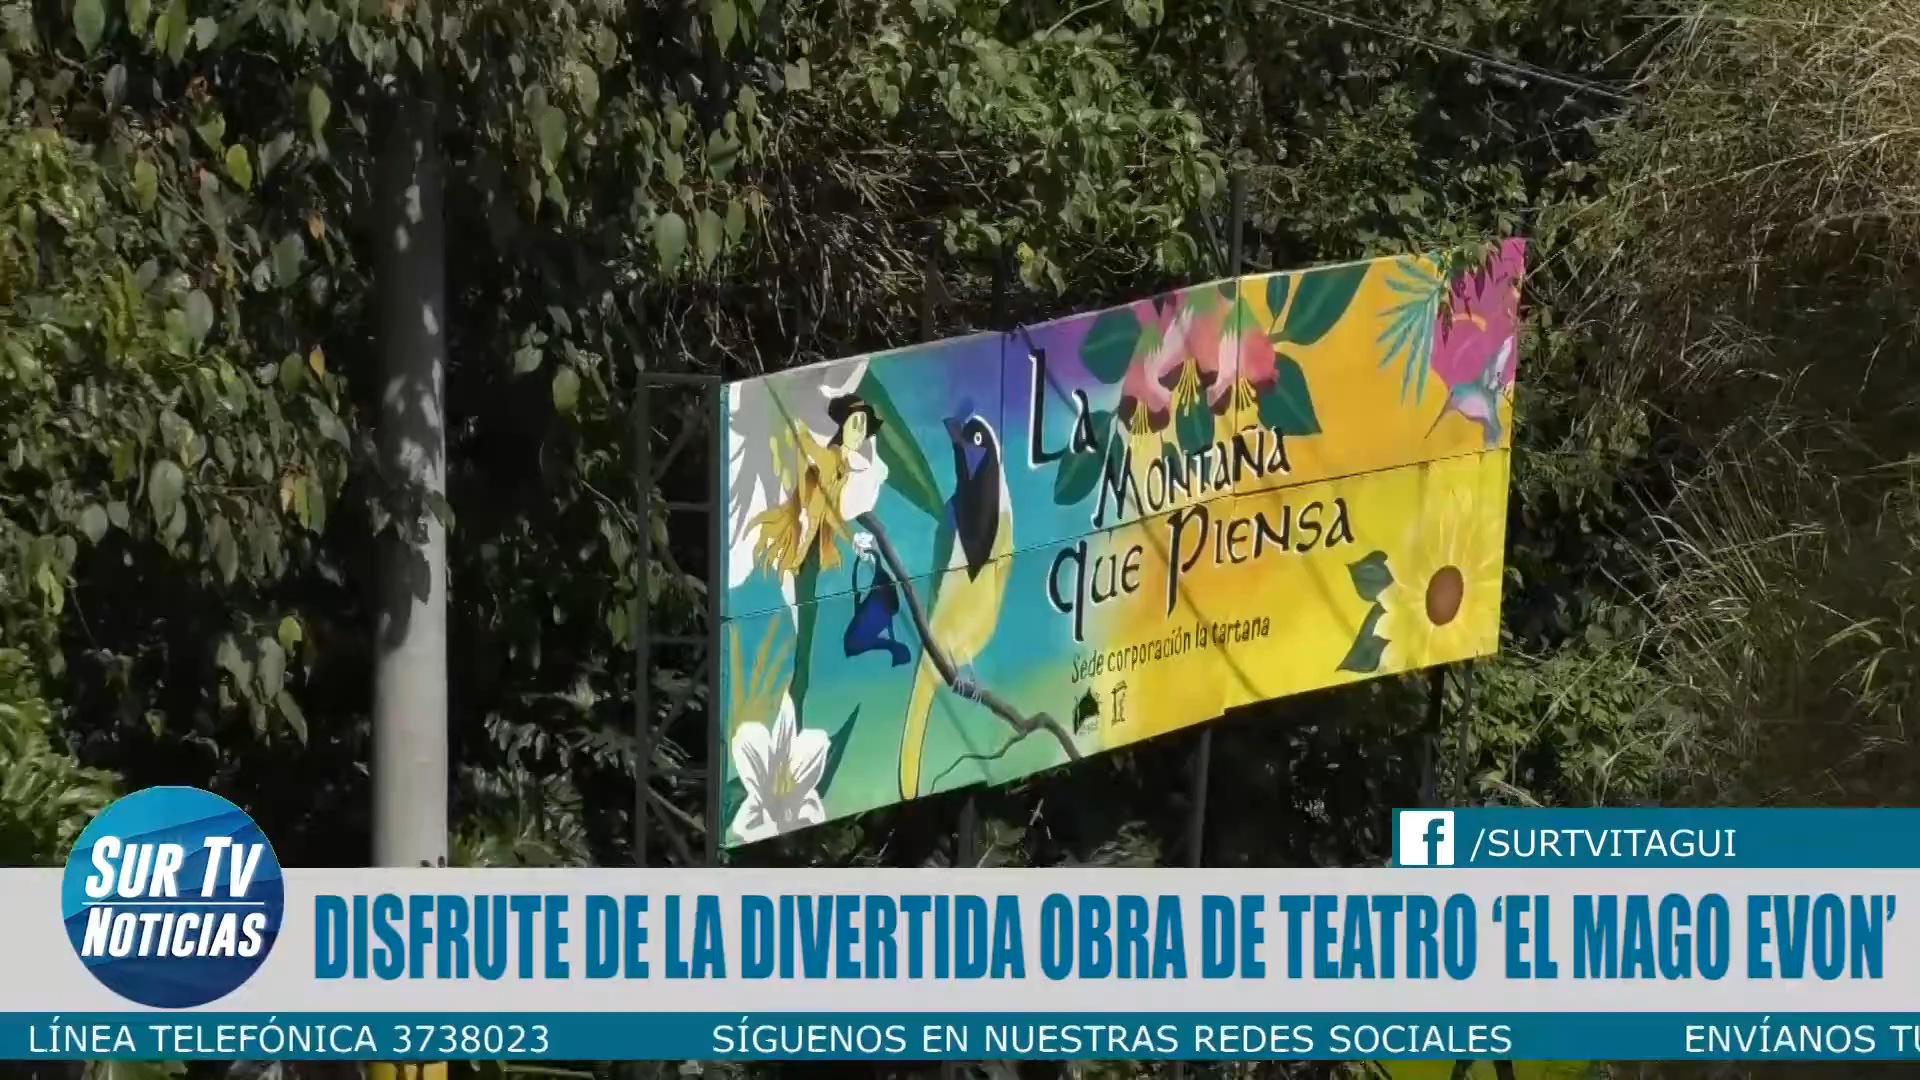 La
Montaña
que Piensa
Sede corporación la tartana
/SURTVITAGUI
SUR TV
NOTICIAS
DISFRUTE DE LA DIVERTIDA OBRA DE TEATRO ‘EL MAGO EVON’
LÍNEA TELEFÓNICA 3738023 SÍGUENOS EN NUESTRAS REDES SOCIALES ENVÍANOS TU